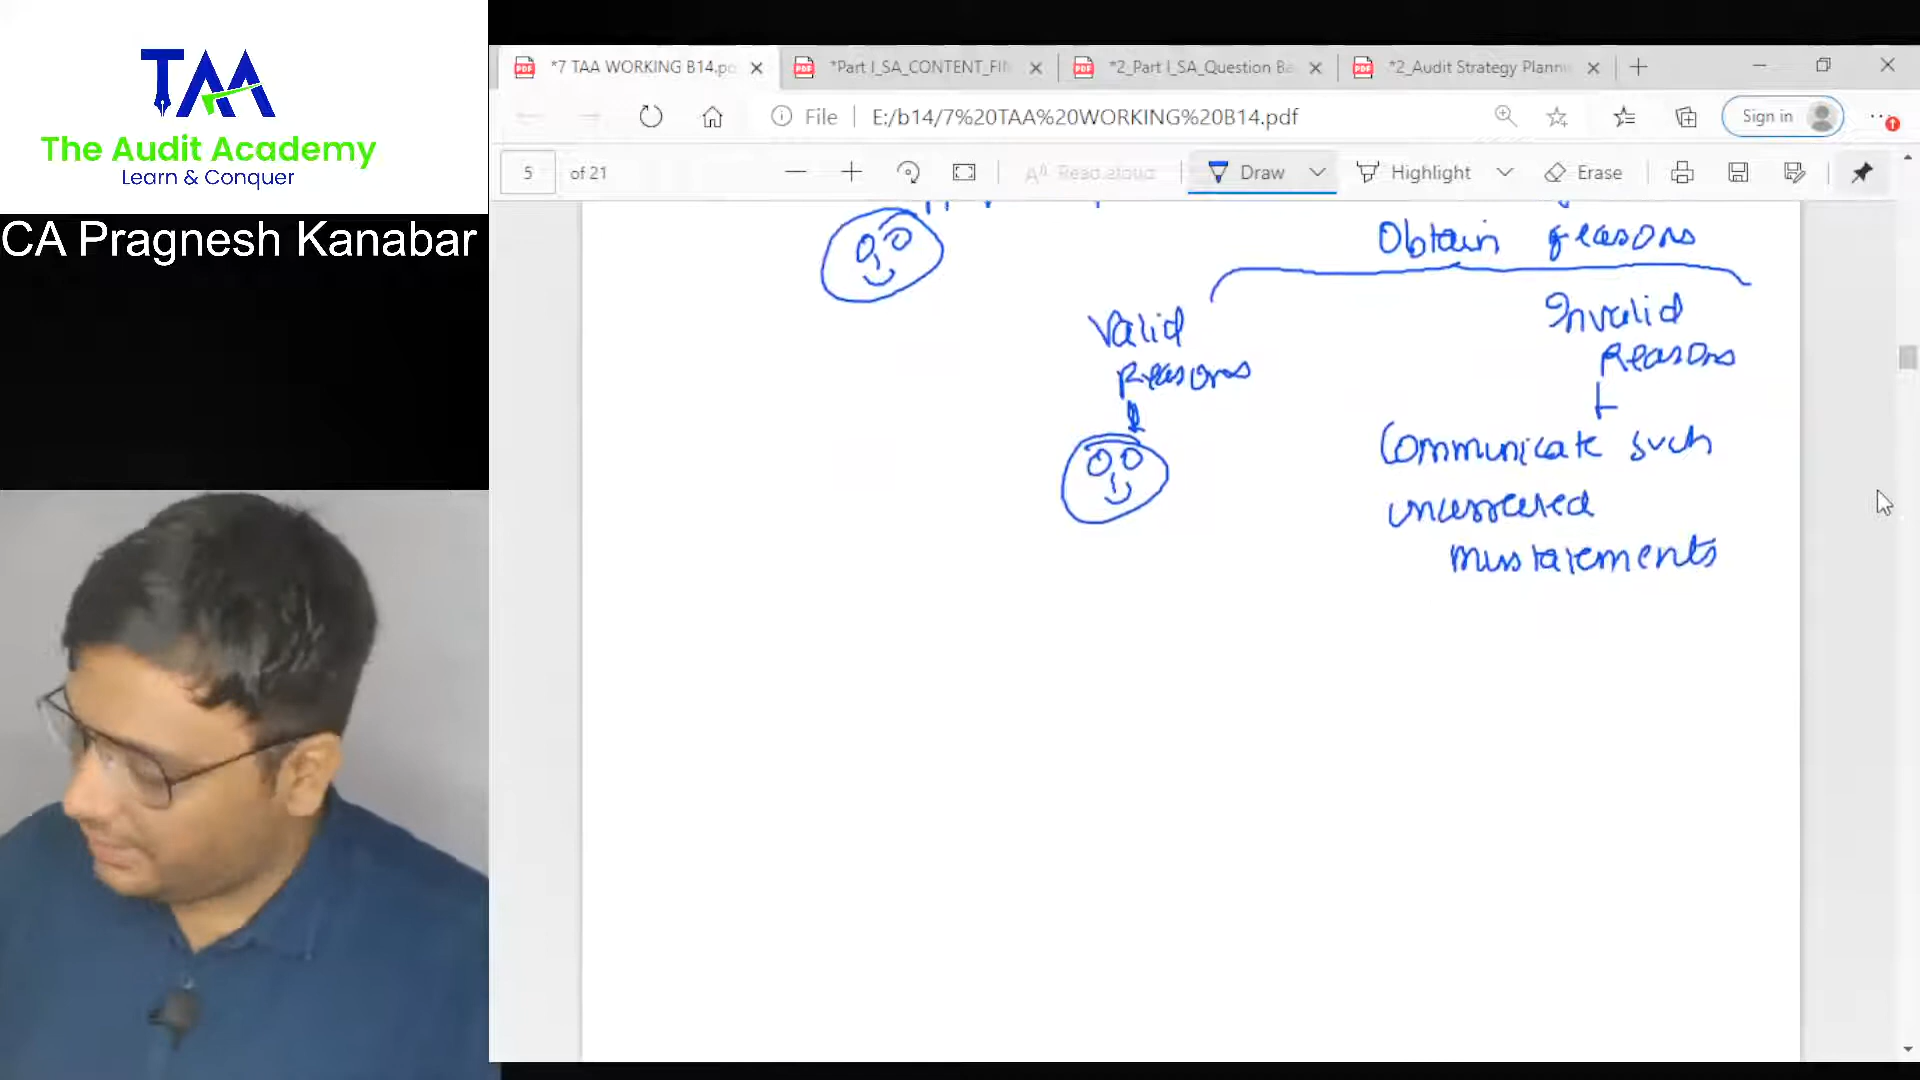 TAA
The Audit Academy
Learn & Conquer
CA Pragnesh Kanabar
*7 TAA WORKING B14.pd
*Part I_SA_CONTENT_FIN
*2_Part I_SA_Question Ba
*2_Audit Strategy Planni
File
E:/b14/7%20TAA%20WORKING%20B14.pdf
Sign in
5 of 21
Read aloud
Draw
Highlight
Erase
Obtain reasons
Valid
reasons
Invalid
reasons
Communicate such
uncorrected
misstatements